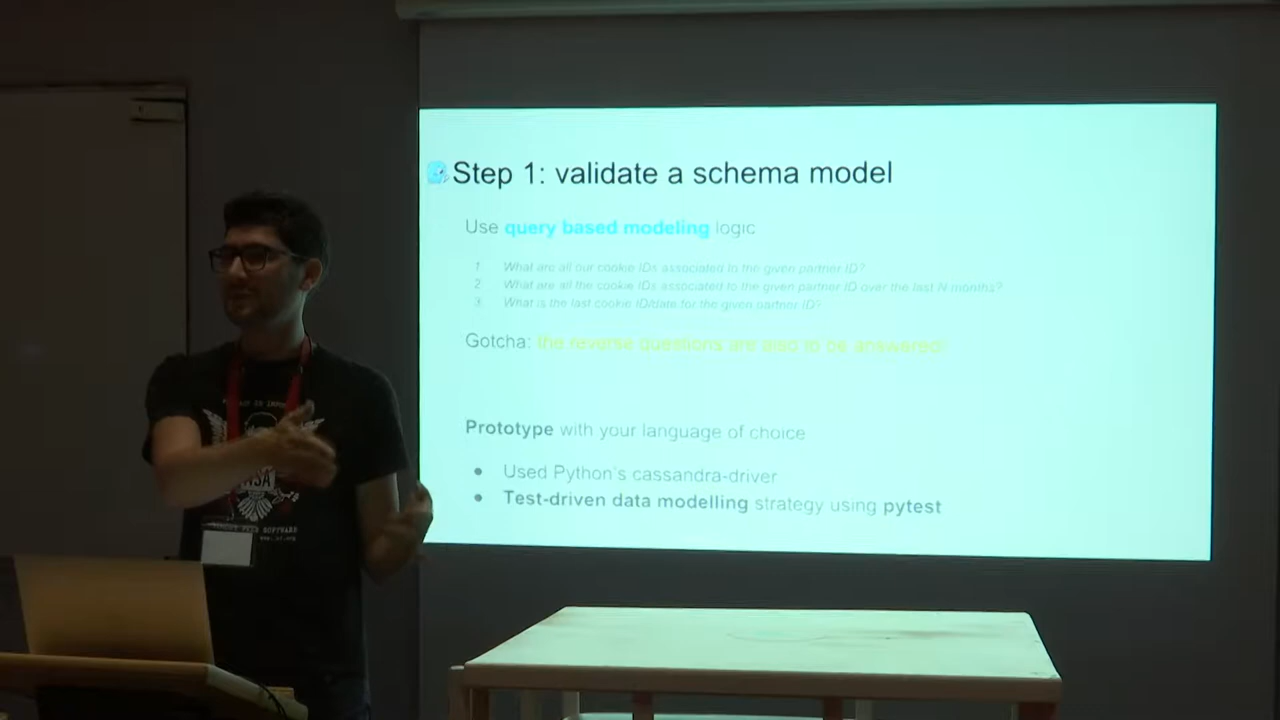 Step 1: validate a schema model
Use query based modeling logic
1. What are all our cookie IDs associated to the given partner ID?
2. What are all the cookie IDs associated to the given partner ID over the last N months?
3. What is the last cookie ID/date for the given partner ID?
Gotcha: the reverse questions are also to be answered!
Prototype with your language of choice
• Used Python's cassandra-driver
• Test-driven data modelling strategy using pytest
NSA